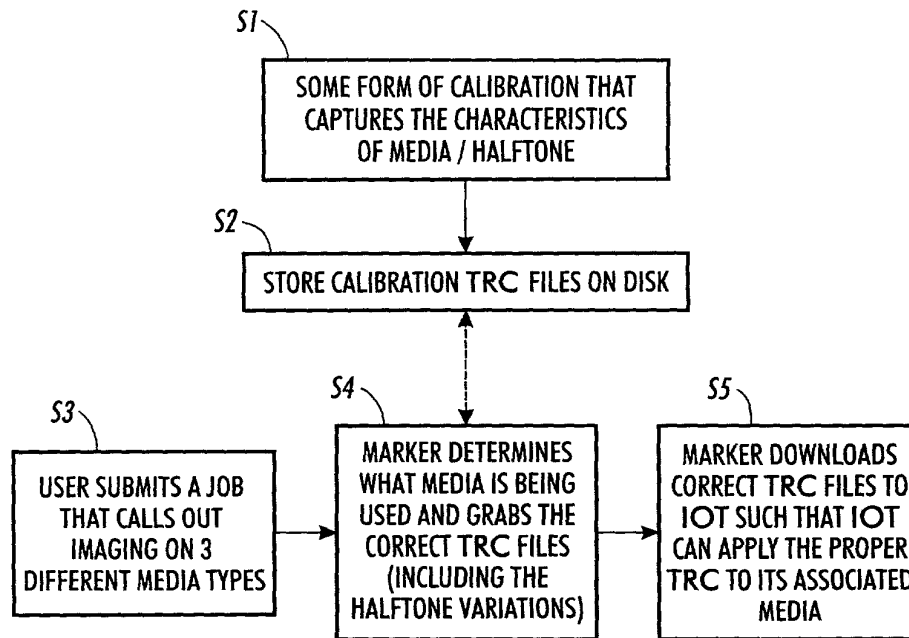 S1
SOME FORM OF CALIBRATION THAT
CAPTURES THE CHARACTERISTICS
OF MEDIA / HALFTONE
S2
STORE CALIBRATION TRC FILES ON DISK
S3
USER SUBMITS A JOB
THAT CALLS OUT
IMAGING ON 3
DIFFERENT MEDIA TYPES
S4
MARKER DETERMINES
WHAT MEDIA IS BEING
USED AND GRABS THE
CORRECT TRC FILES
(INCLUDING THE
HALFTONE VARIATIONS)
S5
MARKER DOWNLOADS
CORRECT TRC FILES TO
IOT SUCH THAT IOT
CAN APPLY THE PROPER
TRC TO ITS ASSOCIATED
MEDIA